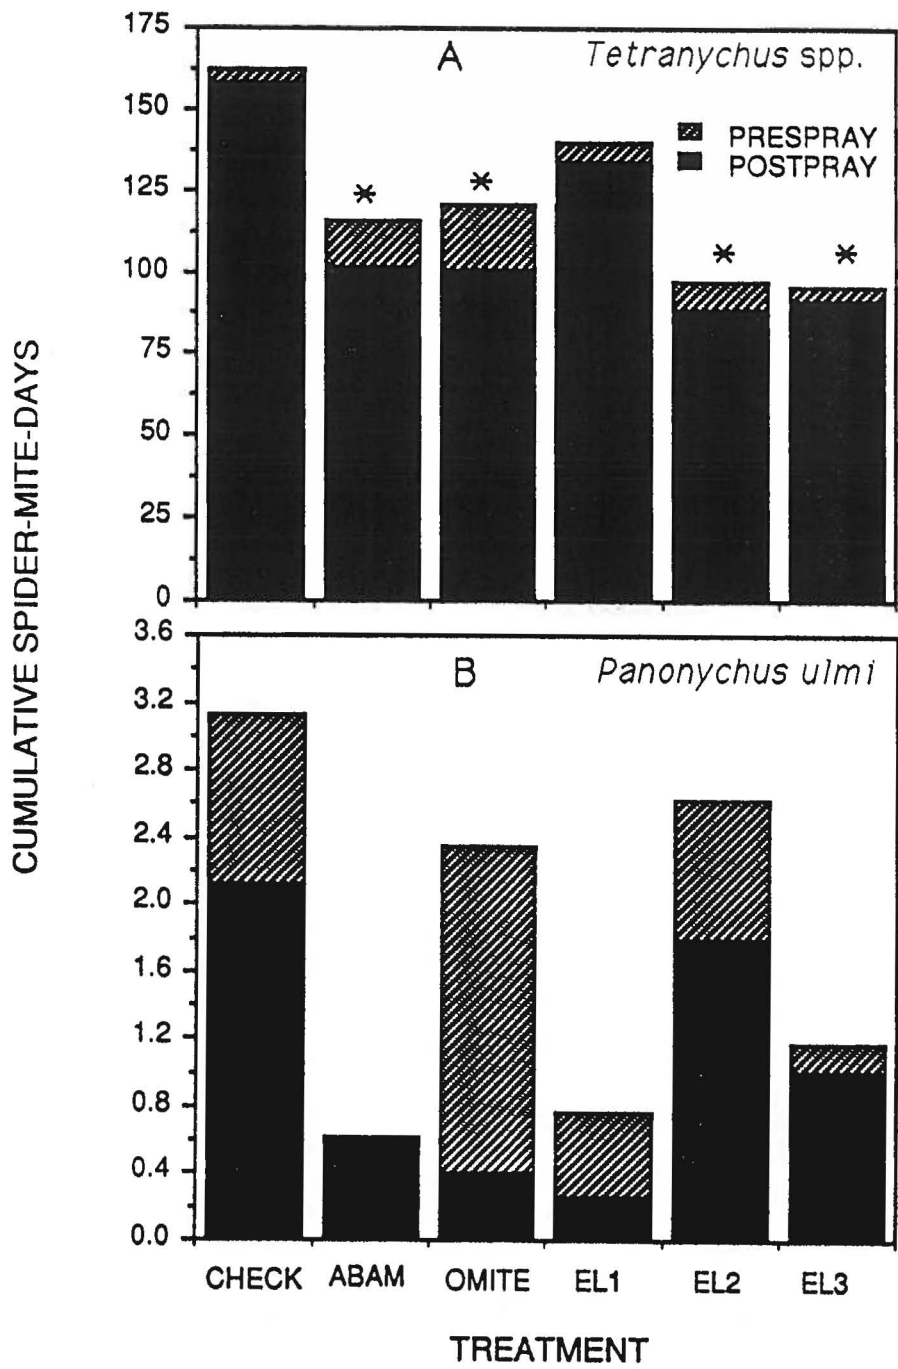 CUMULATIVE SPIDER-MITE-DAYS
175
150
125
100
75
50
25
0
A
Tetranychus spp.
PRESPRAY
POSTPRAY
*
*
*
*
3.6
3.2
2.8
2.4
2.0
1.6
1.2
0.8
0.4
0.0
B
Panonychus ulmi
CHECK ABAM OMITE EL1 EL2 EL3
TREATMENT